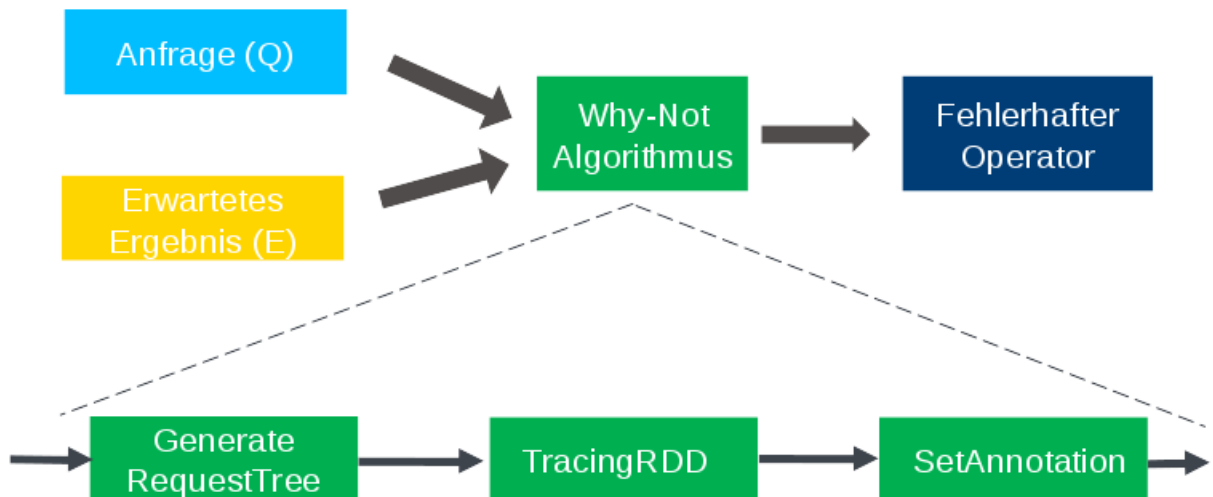 Anfrage (Q)
Why-Not
Algorithmus
Fehlerhafter
Operator
Erwartetes
Ergebnis (E)
Generate
RequestTree
TracingRDD
SetAnnotation